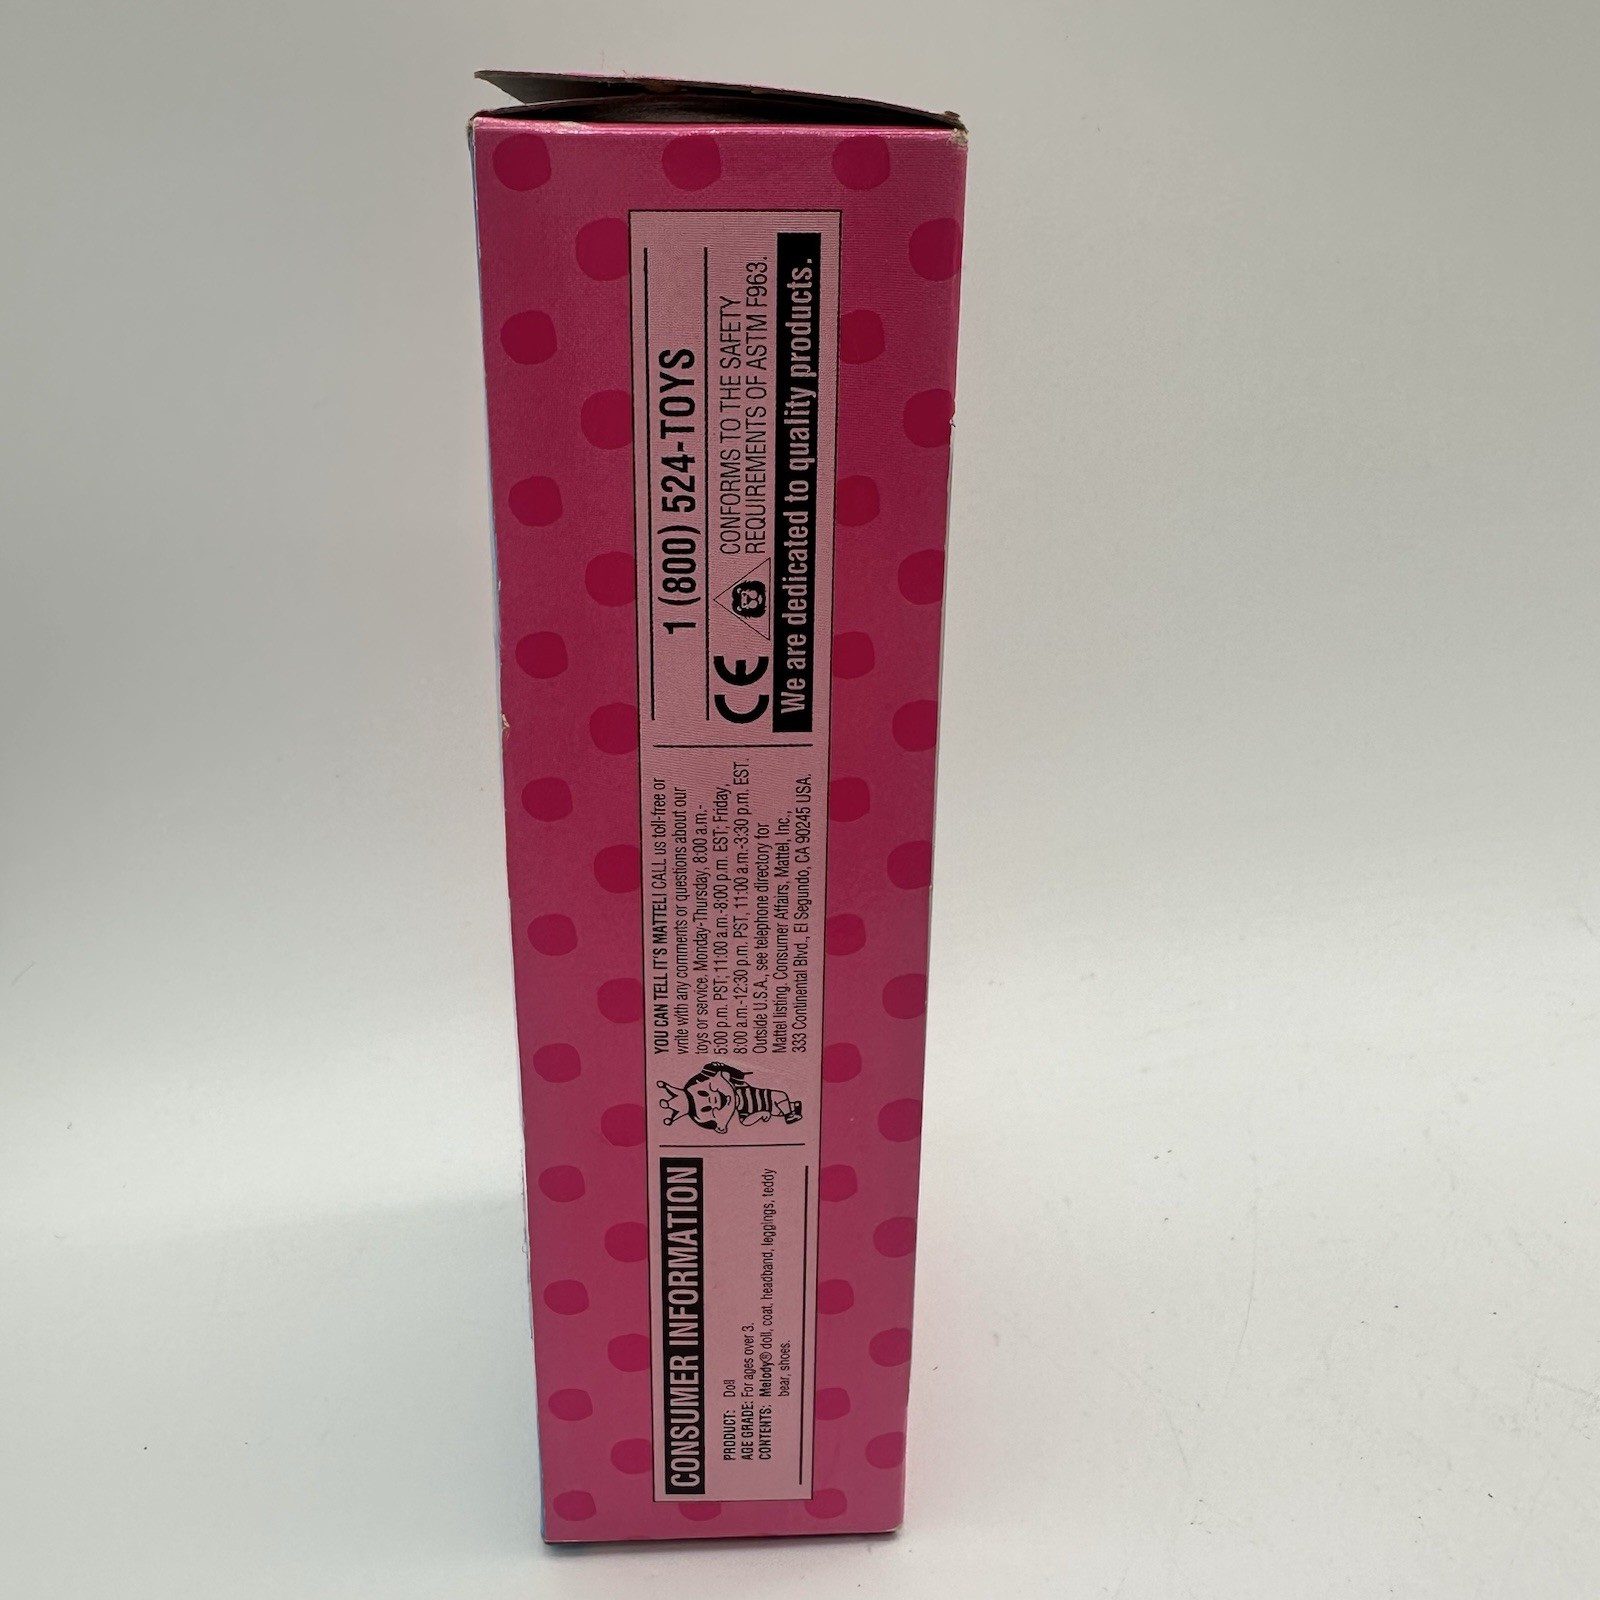 CONSUMER INFORMATION
PRODUCT: Doll
AGE GRADE: For ages over 3.
CONTENTS: Melody® doll, coat, headband, leggings, teddy
bear, shoes.
YOU CAN TELL IT'S MATTEL! CALL us toll-free or
write with any comments or questions about our
toys or service. Monday-Thursday, 8:00 a.m.-
5:00 p.m. PST; 11:00 a.m.-8:00 p.m. EST; Friday,
8:00 a.m.-12:30 p.m. PST, 11:00 a.m.-3:30 p.m. EST.
Outside U.S.A., see telephone directory for
Mattel listing. Consumer Affairs, Mattel, Inc.,
333 Continental Blvd., El Segundo, CA 90245 USA.
1 (800) 524-TOYS
CE
CONFORMS TO THE SAFETY
REQUIREMENTS OF ASTM F963.
We are dedicated to quality products.